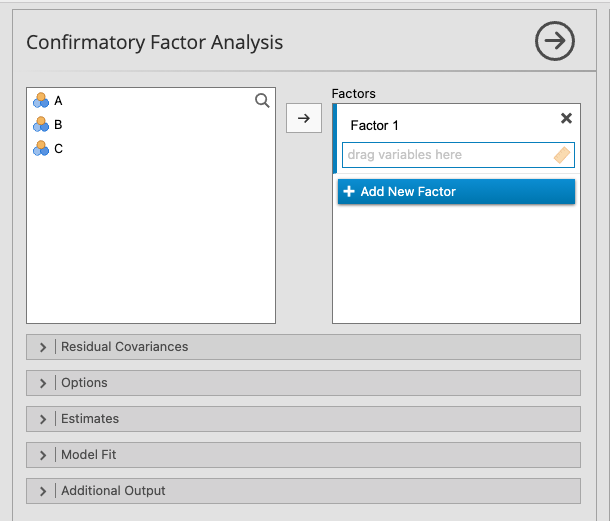 Confirmatory Factor Analysis
A
B
C
Factors
Factor 1
drag variables here
Add New Factor
Residual Covariances
Options
Estimates
Model Fit
Additional Output